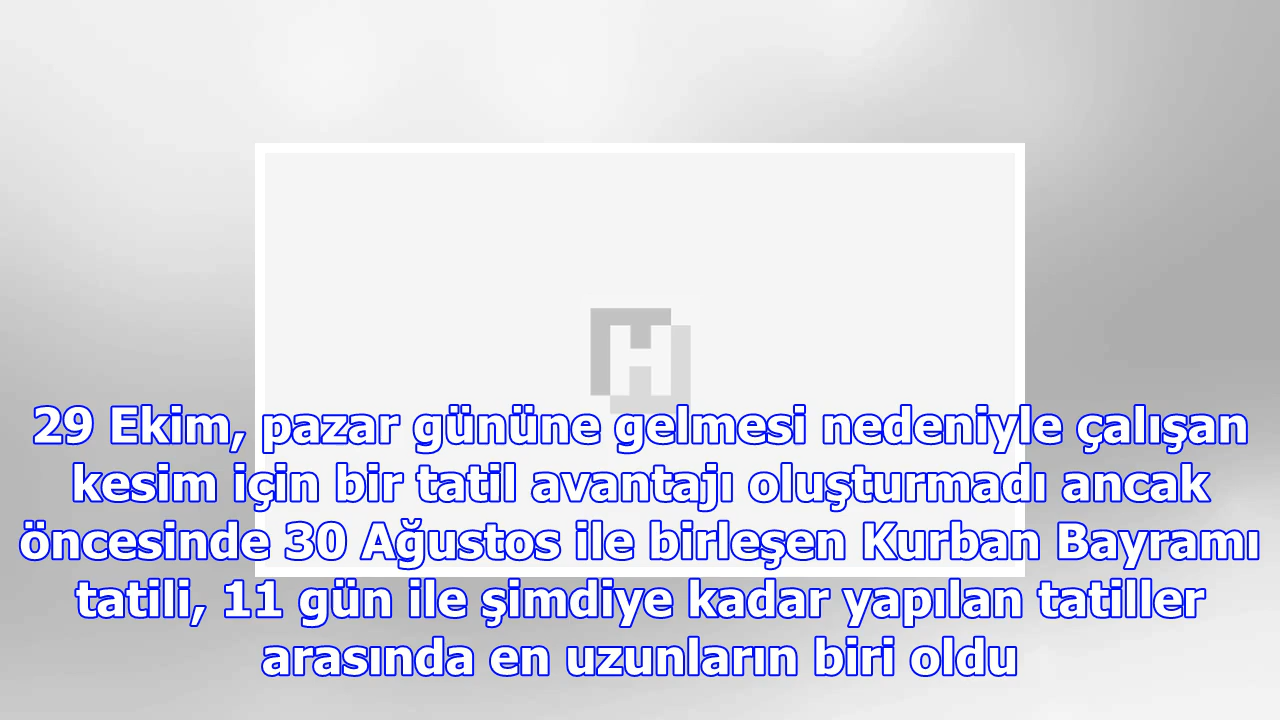 29 Ekim, pazar gününe gelmesi nedeniyle çalışan
kesim için bir tatil avantajı oluşturmadı ancak
öncesinde 30 Ağustos ile birleşen Kurban Bayramı
tatili, 11 gün ile şimdiye kadar yapılan tatiller
arasında en uzunların biri oldu